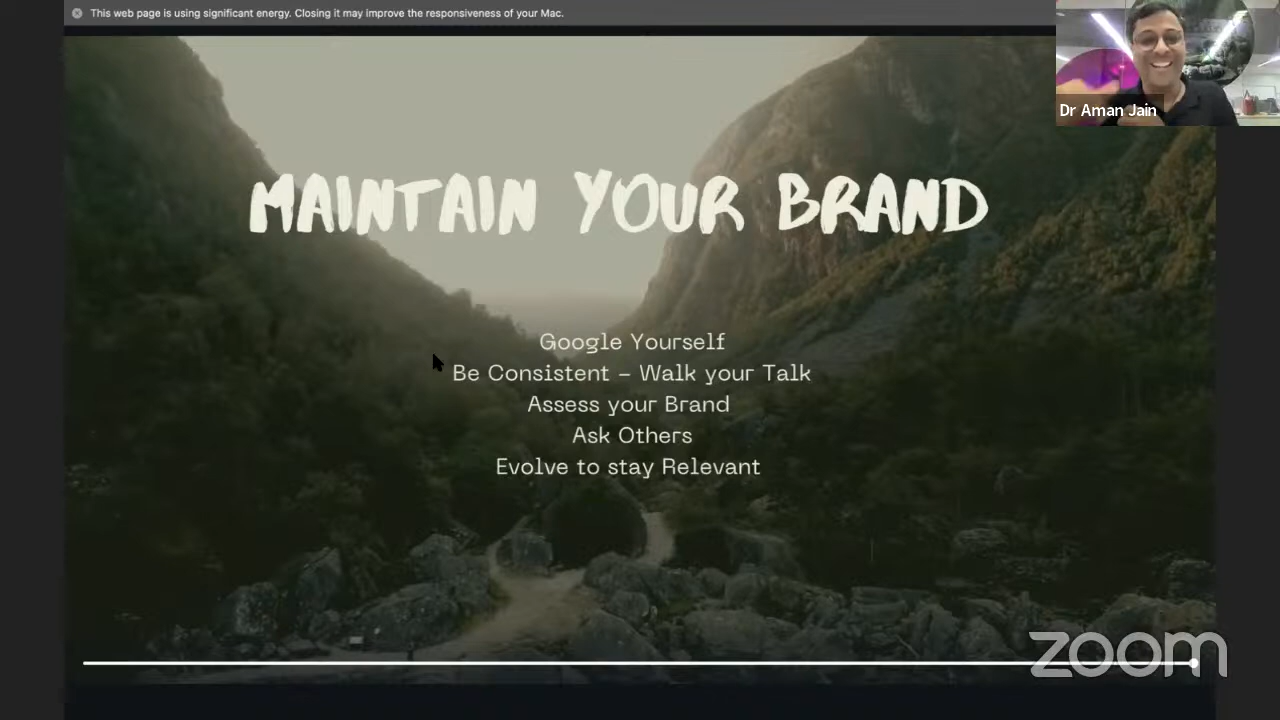 This web page is using significant energy. Closing it may improve the responsiveness of your Mac.
Dr Aman Jain
MAINTAIN YOUR BRAND
Google Yourself
Be Consistent – Walk your Talk
Assess your Brand
Ask Others
Evolve to stay Relevant
zoom